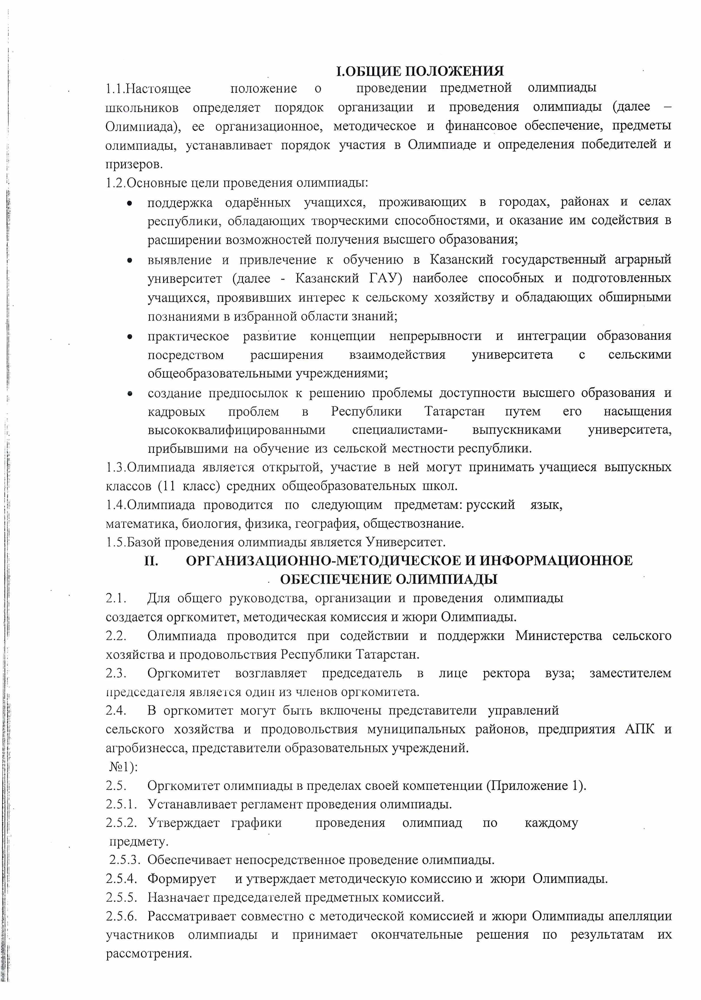 I.ОБЩИЕ ПОЛОЖЕНИЯ
1.1.Настоящее положение о проведении предметной олимпиады
школьников определяет порядок организации и проведения олимпиады (далее –
Олимпиада), ее организационное, методическое и финансовое обеспечение, предметы
олимпиады, устанавливает порядок участия в Олимпиаде и определения победителей и
призеров.
1.2.Основные цели проведения олимпиады:
• поддержка одарённых учащихся, проживающих в городах, районах и селах
республики, обладающих творческими способностями, и оказание им содействия в
расширении возможностей получения высшего образования;
• выявление и привлечение к обучению в Казанский государственный аграрный
университет (далее - Казанский ГАУ) наиболее способных и подготовленных
учащихся, проявивших интерес к сельскому хозяйству и обладающих обширными
познаниями в избранной области знаний;
• практическое развитие концепции непрерывности и интеграции образования
посредством расширения взаимодействия университета с сельскими
общеобразовательными учреждениями;
• создание предпосылок к решению проблемы доступности высшего образования и
кадровых проблем в Республики Татарстан путем его насыщения
высококвалифицированными специалистами- выпускниками университета,
прибывшими на обучение из сельской местности республики.
1.3.Олимпиада является открытой, участие в ней могут принимать учащиеся выпускных
классов (11 класс) средних общеобразовательных школ.
1.4.Олимпиада проводится по следующим предметам: русский язык,
математика, биология, физика, география, обществознание.
1.5.Базой проведения олимпиады является Университет.
II. ОРГАНИЗАЦИОННО-МЕТОДИЧЕСКОЕ И ИНФОРМАЦИОННОЕ
ОБЕСПЕЧЕНИЕ ОЛИМПИАДЫ
2.1. Для общего руководства, организации и проведения олимпиады
создается оргкомитет, методическая комиссия и жюри Олимпиады.
2.2. Олимпиада проводится при содействии и поддержки Министерства сельского
хозяйства и продовольствия Республики Татарстан.
2.3. Оргкомитет возглавляет председатель в лице ректора вуза; заместителем
председателя является один из членов оргкомитета.
2.4. В оргкомитет могут быть включены представители управлений
сельского хозяйства и продовольствия муниципальных районов, предприятия АПК и
агробизнесса, представители образовательных учреждений.
№1):
2.5. Оргкомитет олимпиады в пределах своей компетенции (Приложение 1).
2.5.1. Устанавливает регламент проведения олимпиады.
2.5.2. Утверждает графики проведения олимпиад по каждому
предмету.
2.5.3. Обеспечивает непосредственное проведение олимпиады.
2.5.4. Формирует и утверждает методическую комиссию и жюри Олимпиады.
2.5.5. Назначает председателей предметных комиссий.
2.5.6. Рассматривает совместно с методической комиссией и жюри Олимпиады апелляции
участников олимпиады и принимает окончательные решения по результатам их
рассмотрения.